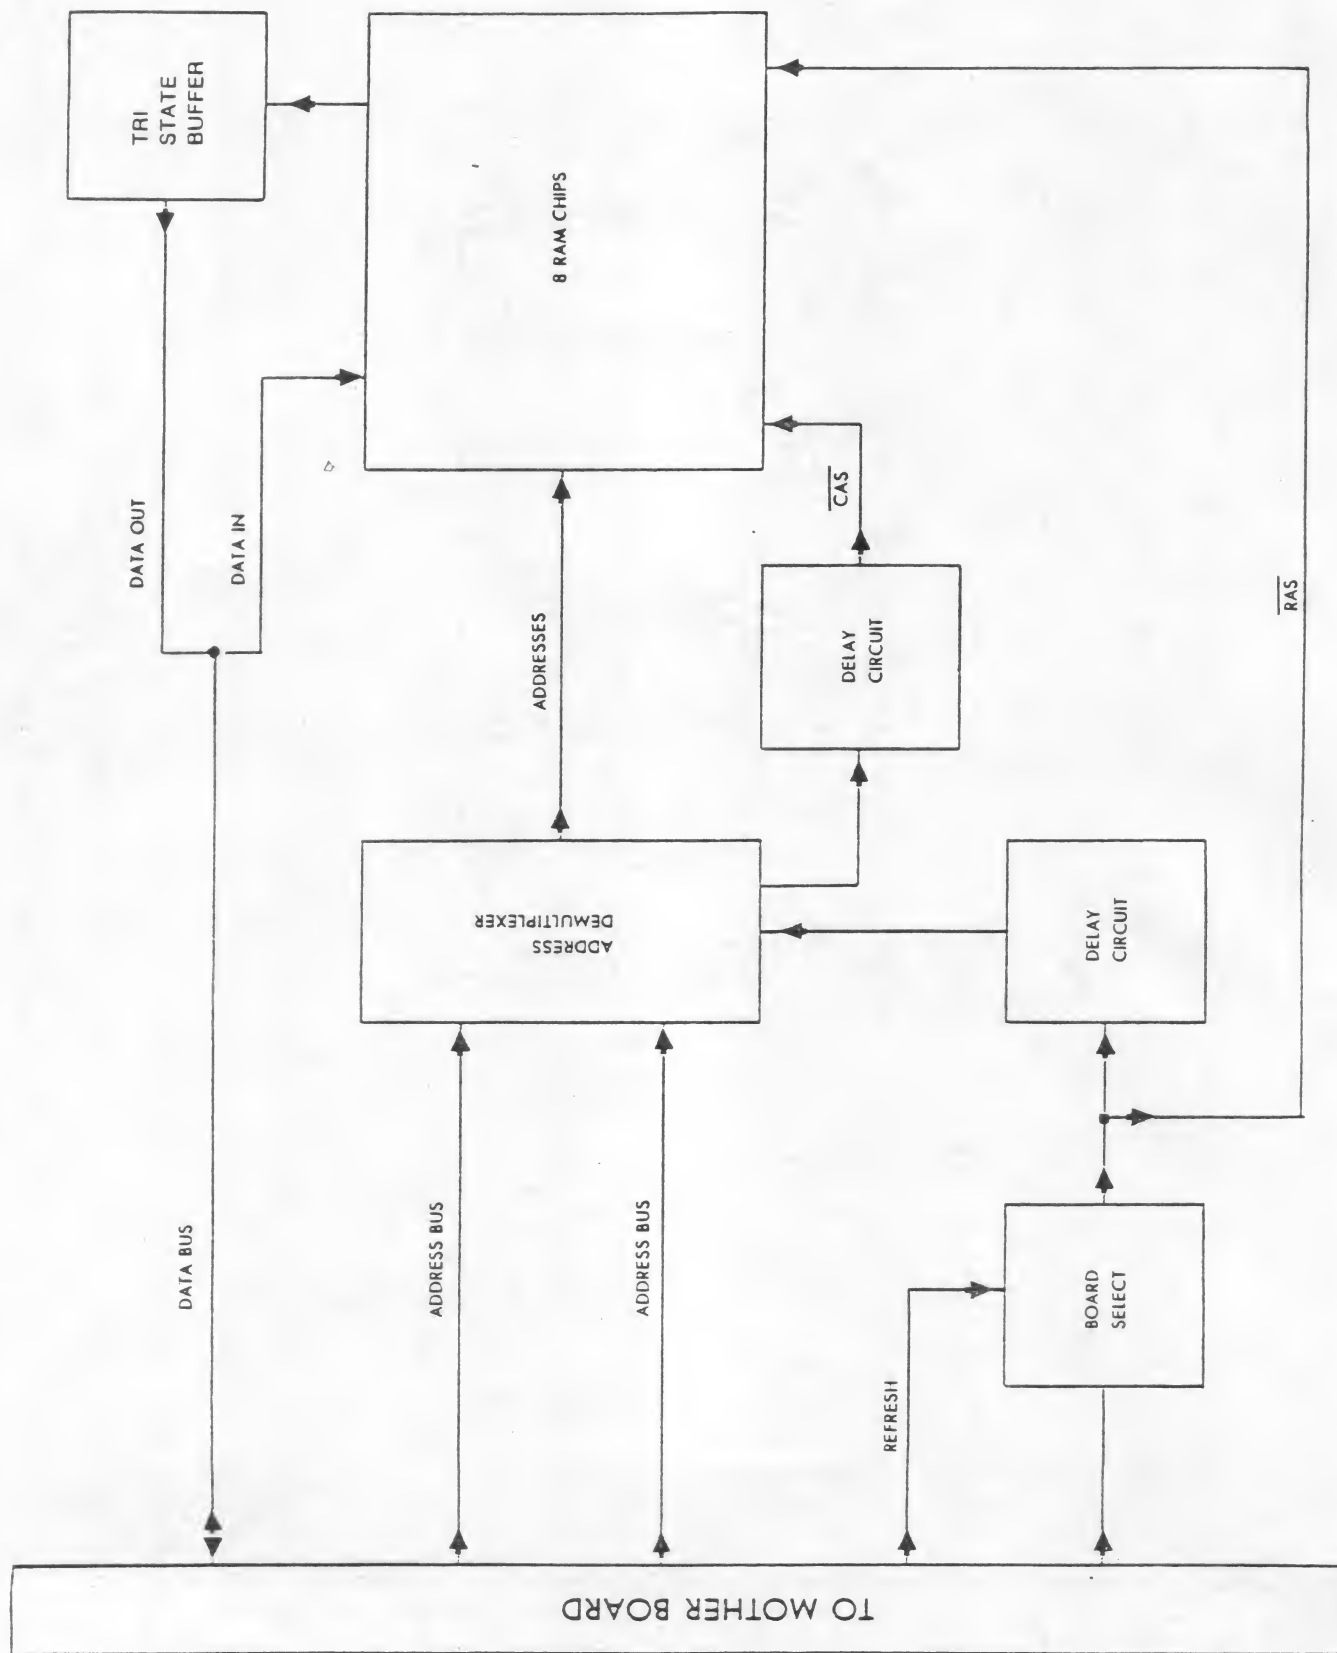 TRI
STATE
BUFFER
8 RAM CHIPS
DATA OUT
DATA IN
ADDRESSES
CAS
DELAY
CIRCUIT
RAS
ADDRESS
DEMULTIPLEXER
DELAY
CIRCUIT
DATA BUS
ADDRESS BUS
ADDRESS BUS
BOARD
SELECT
REFRESH
TO MOTHER BOARD